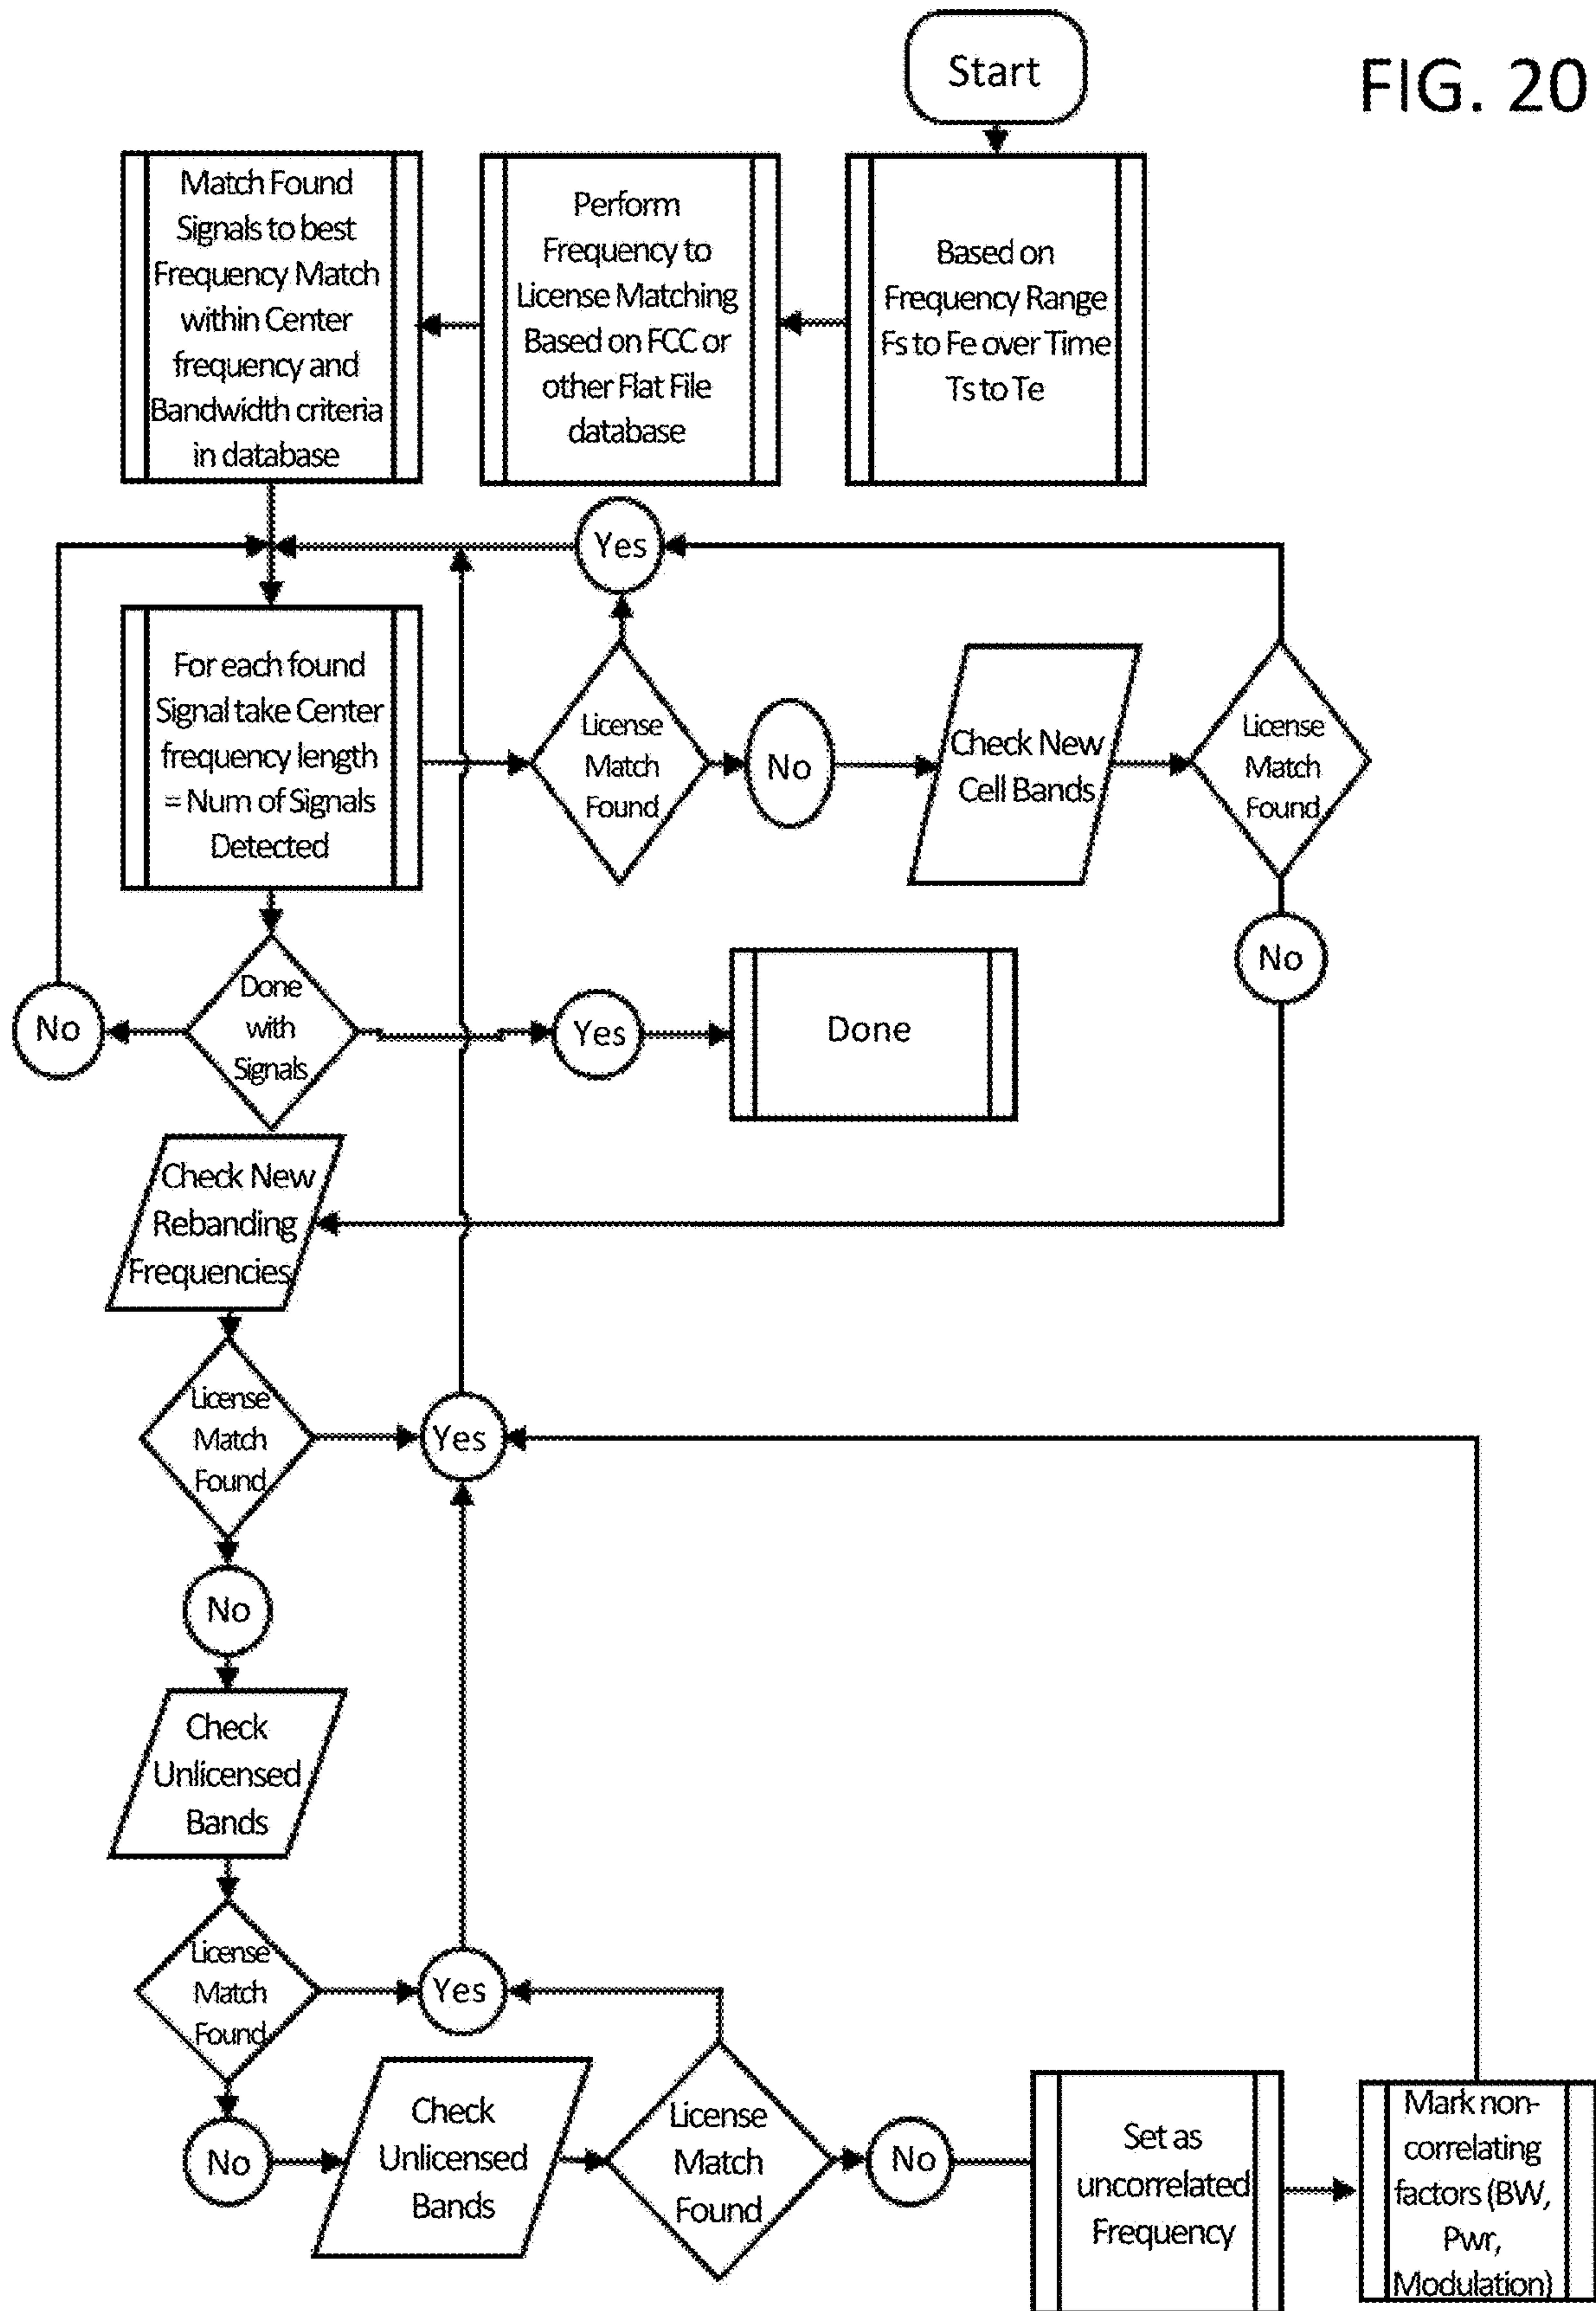 FIG. 20
Start
Based on
Frequency Range
Fs to Fe over Time
Ts to Te
Perform
Frequency to
License Matching
Based on FCC or
other Flat File
database
Match Found
Signals to best
Frequency Match
within Center
frequency and
Bandwidth criteria
in database
For each found
Signal take Center
frequency length
= Num of Signals
Detected
License
Match
Found
Yes
No
Check New
Cell Bands
License
Match
Found
No
Done
with
Signals
No
Yes
Done
Check New
Rebanding
Frequencies
License
Match
Found
Yes
No
Check
Unlicensed
Bands
License
Match
Found
Yes
No
Check
Unlicensed
Bands
License
Match
Found
No
Set as
uncorrelated
Frequency
Mark non-
correlating
factors (BW,
Pwr,
Modulation)